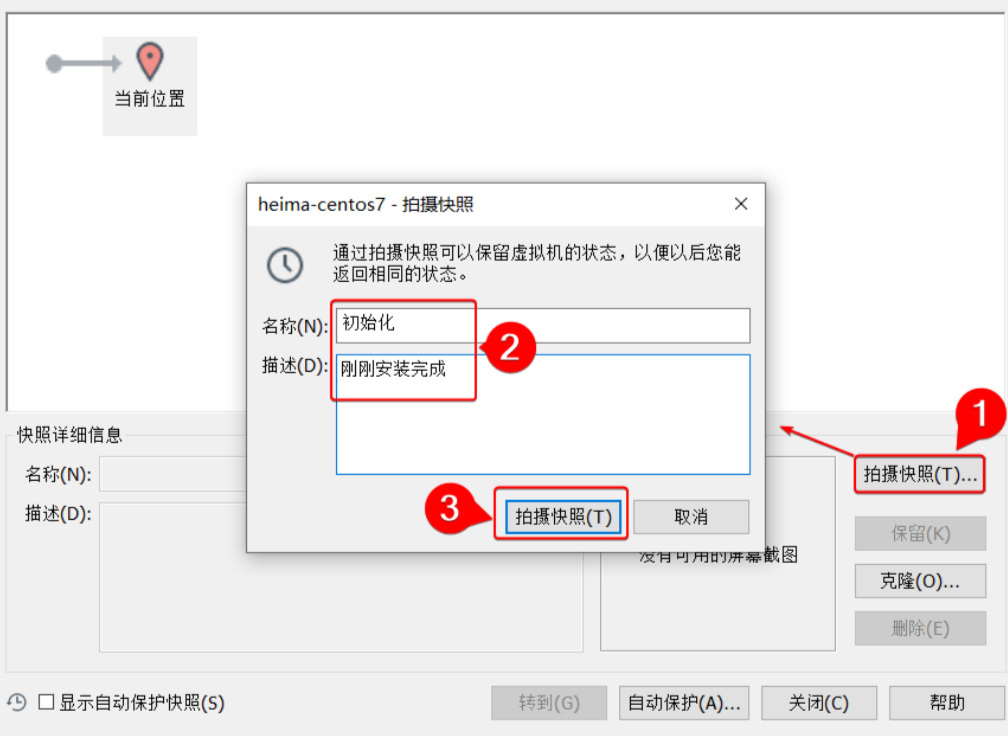 当前位置
heima-centos7 - 拍摄快照
通过拍摄快照可以保留虚拟机的状态，以便以后您能
返回相同的状态。
名称(N):
初始化
2
描述(D):
刚刚安装完成
1
快照详细信息
名称(N):
拍摄快照(T)...
描述(D):
3
拍摄快照(T)
取消
没有可用的屏幕截图
保留(K)
克隆(O)...
删除(E)
显示自动保护快照(S)
转到(G)
自动保护(A)...
关闭(C)
帮助